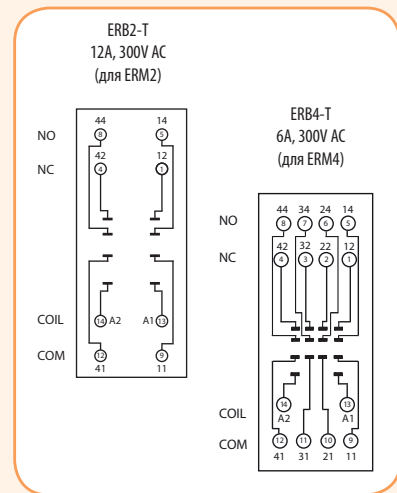 ERB2-T
12A, 300V AC
(для ERM2)
44 14
NO 8 5
42 12
NC 4 1
COIL 14 A2 A1 13
COM 12 9
41 11
ERB4-T
6A, 300V AC
(для ERM4)
44 34 24 14
NO 8 7 6 5
42 32 22 12
NC 4 3 2 1
14 13
COIL A2 A1
COM 12 11 10 9
41 31 21 11